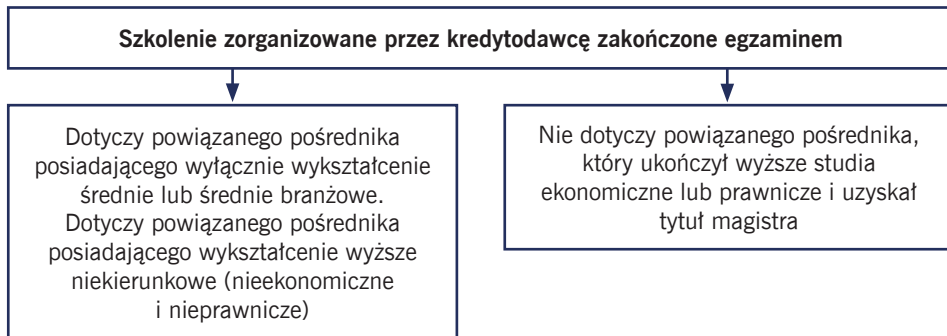 Szkolenie zorganizowane przez kredytodawcę zakończone egzaminem
Dotyczy powiązanego pośrednika
posiadającego wyłącznie wykształcenie
średnie lub średnie branżowe.
Dotyczy powiązanego pośrednika
posiadającego wykształcenie wyższe
niekierunkowe (nieekonomiczne
i nieprawnicze)
Nie dotyczy powiązanego pośrednika,
który ukończył wyższe studia
ekonomiczne lub prawnicze i uzyskał
tytuł magistra